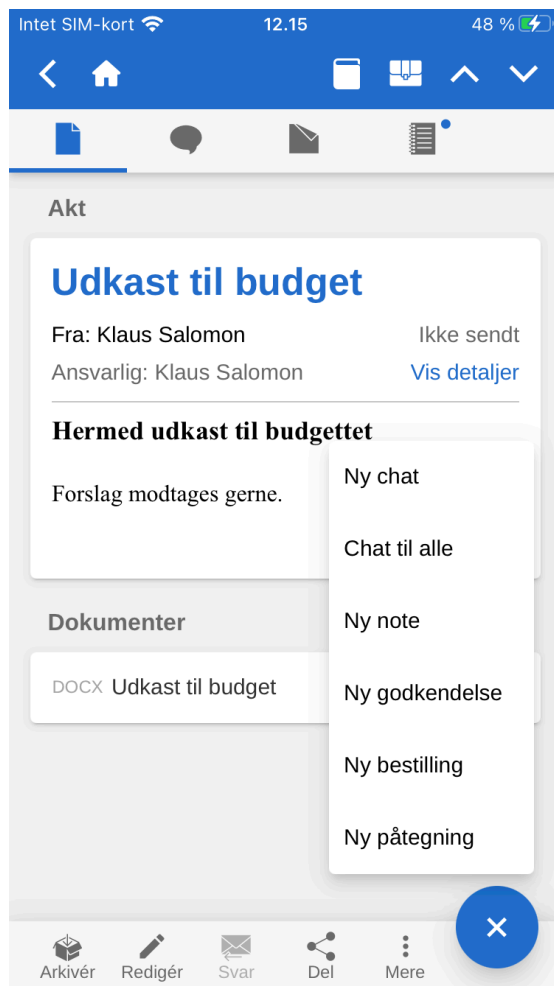 Intet SIM-kort 12.15 48 %
Akt
Udkast til budget
Fra: Klaus Salomon Ikke sendt
Ansvarlig: Klaus Salomon Vis detaljer
Hermed udkast til budgettet
Forslag modtages gerne.
Ny chat
Chat til alle
Dokumenter
Ny note
DOCX Udkast til budget
Ny godkendelse
Ny bestilling
Ny påtegning
Arkivér Redigér Svar Del Mere